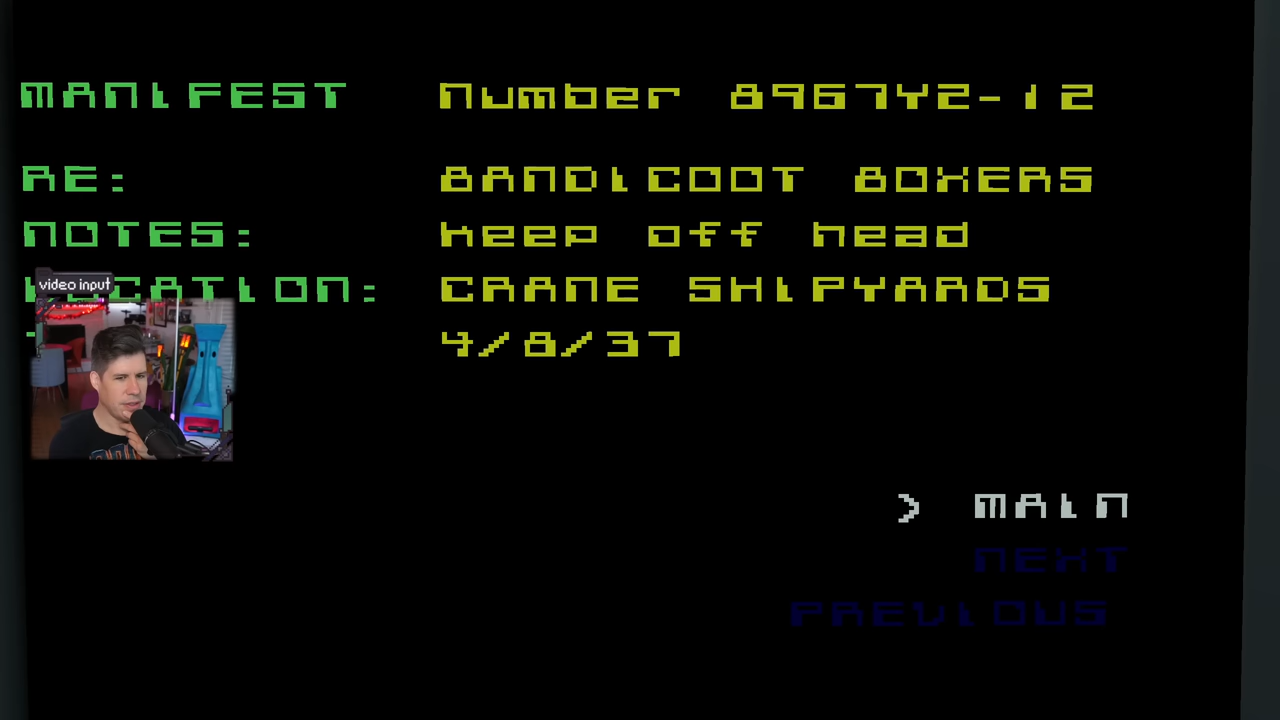 MANIFEST Number 8967Y2-12
RE: BANDICOOT BOXERS
NOTES: keep off head
LOCATION: CRANE SHIPYARDS
4/8/37
video input
> MAIN
NEXT
PREVIOUS